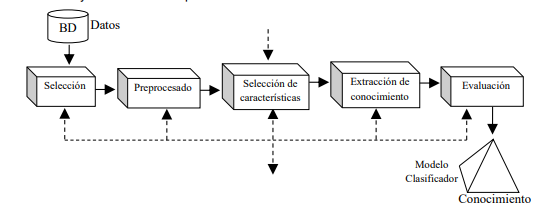 BD
Datos
Selección
Preprocesado
Selección de
características
Extracción de
conocimiento
Evaluación
Modelo
Clasificador
Conocimiento